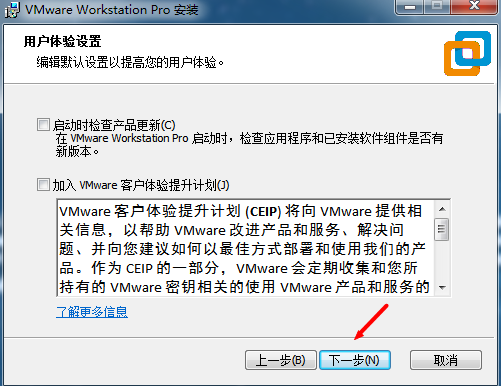 VMware Workstation Pro 安装
用户体验设置
编辑默认设置以提高您的用户体验。
启动时检查产品更新(C)
在 VMware Workstation Pro 启动时，检查应用程序和已安装软件组件是否有
新版本。
加入 VMware 客户体验提升计划(J)
VMware 客户体验提升计划 (CEIP) 将向 VMware 提供相
关信息，以帮助 VMware 改进产品和服务、解决问
题、并向您建议如何以最佳方式部署和使用我们的产
品。作为 CEIP 的一部分，VMware 会定期收集和您所
持有的 VMware 密钥相关的使用 VMware 产品和服务的
了解更多信息
上一步(B) 下一步(N) 取消